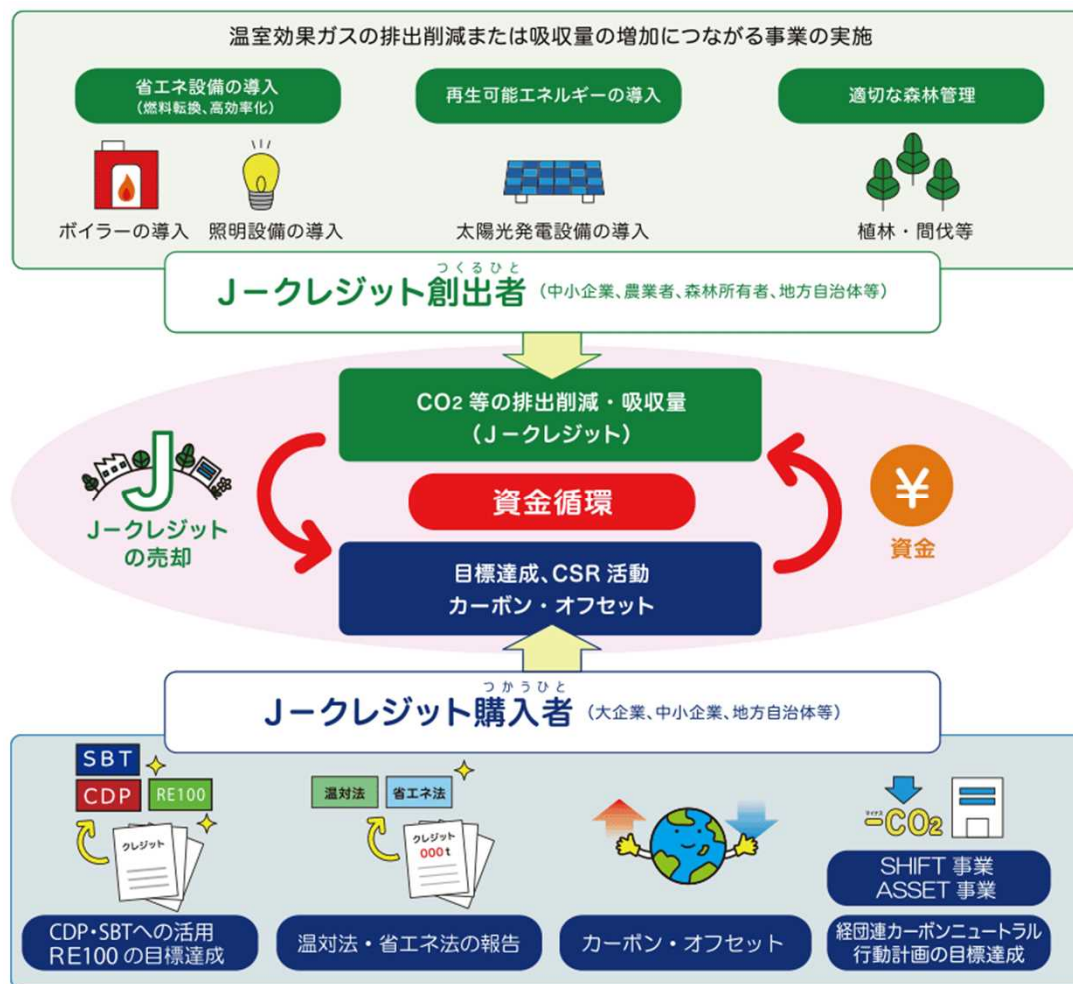 温室効果ガスの排出削減または吸収量の増加につながる事業の実施
省エネ設備の導入
(燃料転換、高効率化)
再生可能エネルギーの導入
適切な森林管理
ボイラーの導入
照明設備の導入
太陽光発電設備の導入
植林・間伐等
つくるひと
Jークレジット創出者 (中小企業、農業者、森林所有者、地方自治体等)
CO2 等の排出削減・吸収量
(Jークレジット)
J
Jークレジット
の売却
資金循環
¥
資金
目標達成、CSR 活動
カーボン・オフセット
つかうひと
Jークレジット購入者 (大企業、中小企業、地方自治体等)
SBT
CDP
RE100
クレジット
CDP・SBTへの活用
RE100 の目標達成
温対法
省エネ法
クレジット
000t
温対法・省エネ法の報告
カーボン・オフセット
マイナス
-CO2
SHIFT 事業
ASSET 事業
経団連カーボンニュートラル
行動計画の目標達成